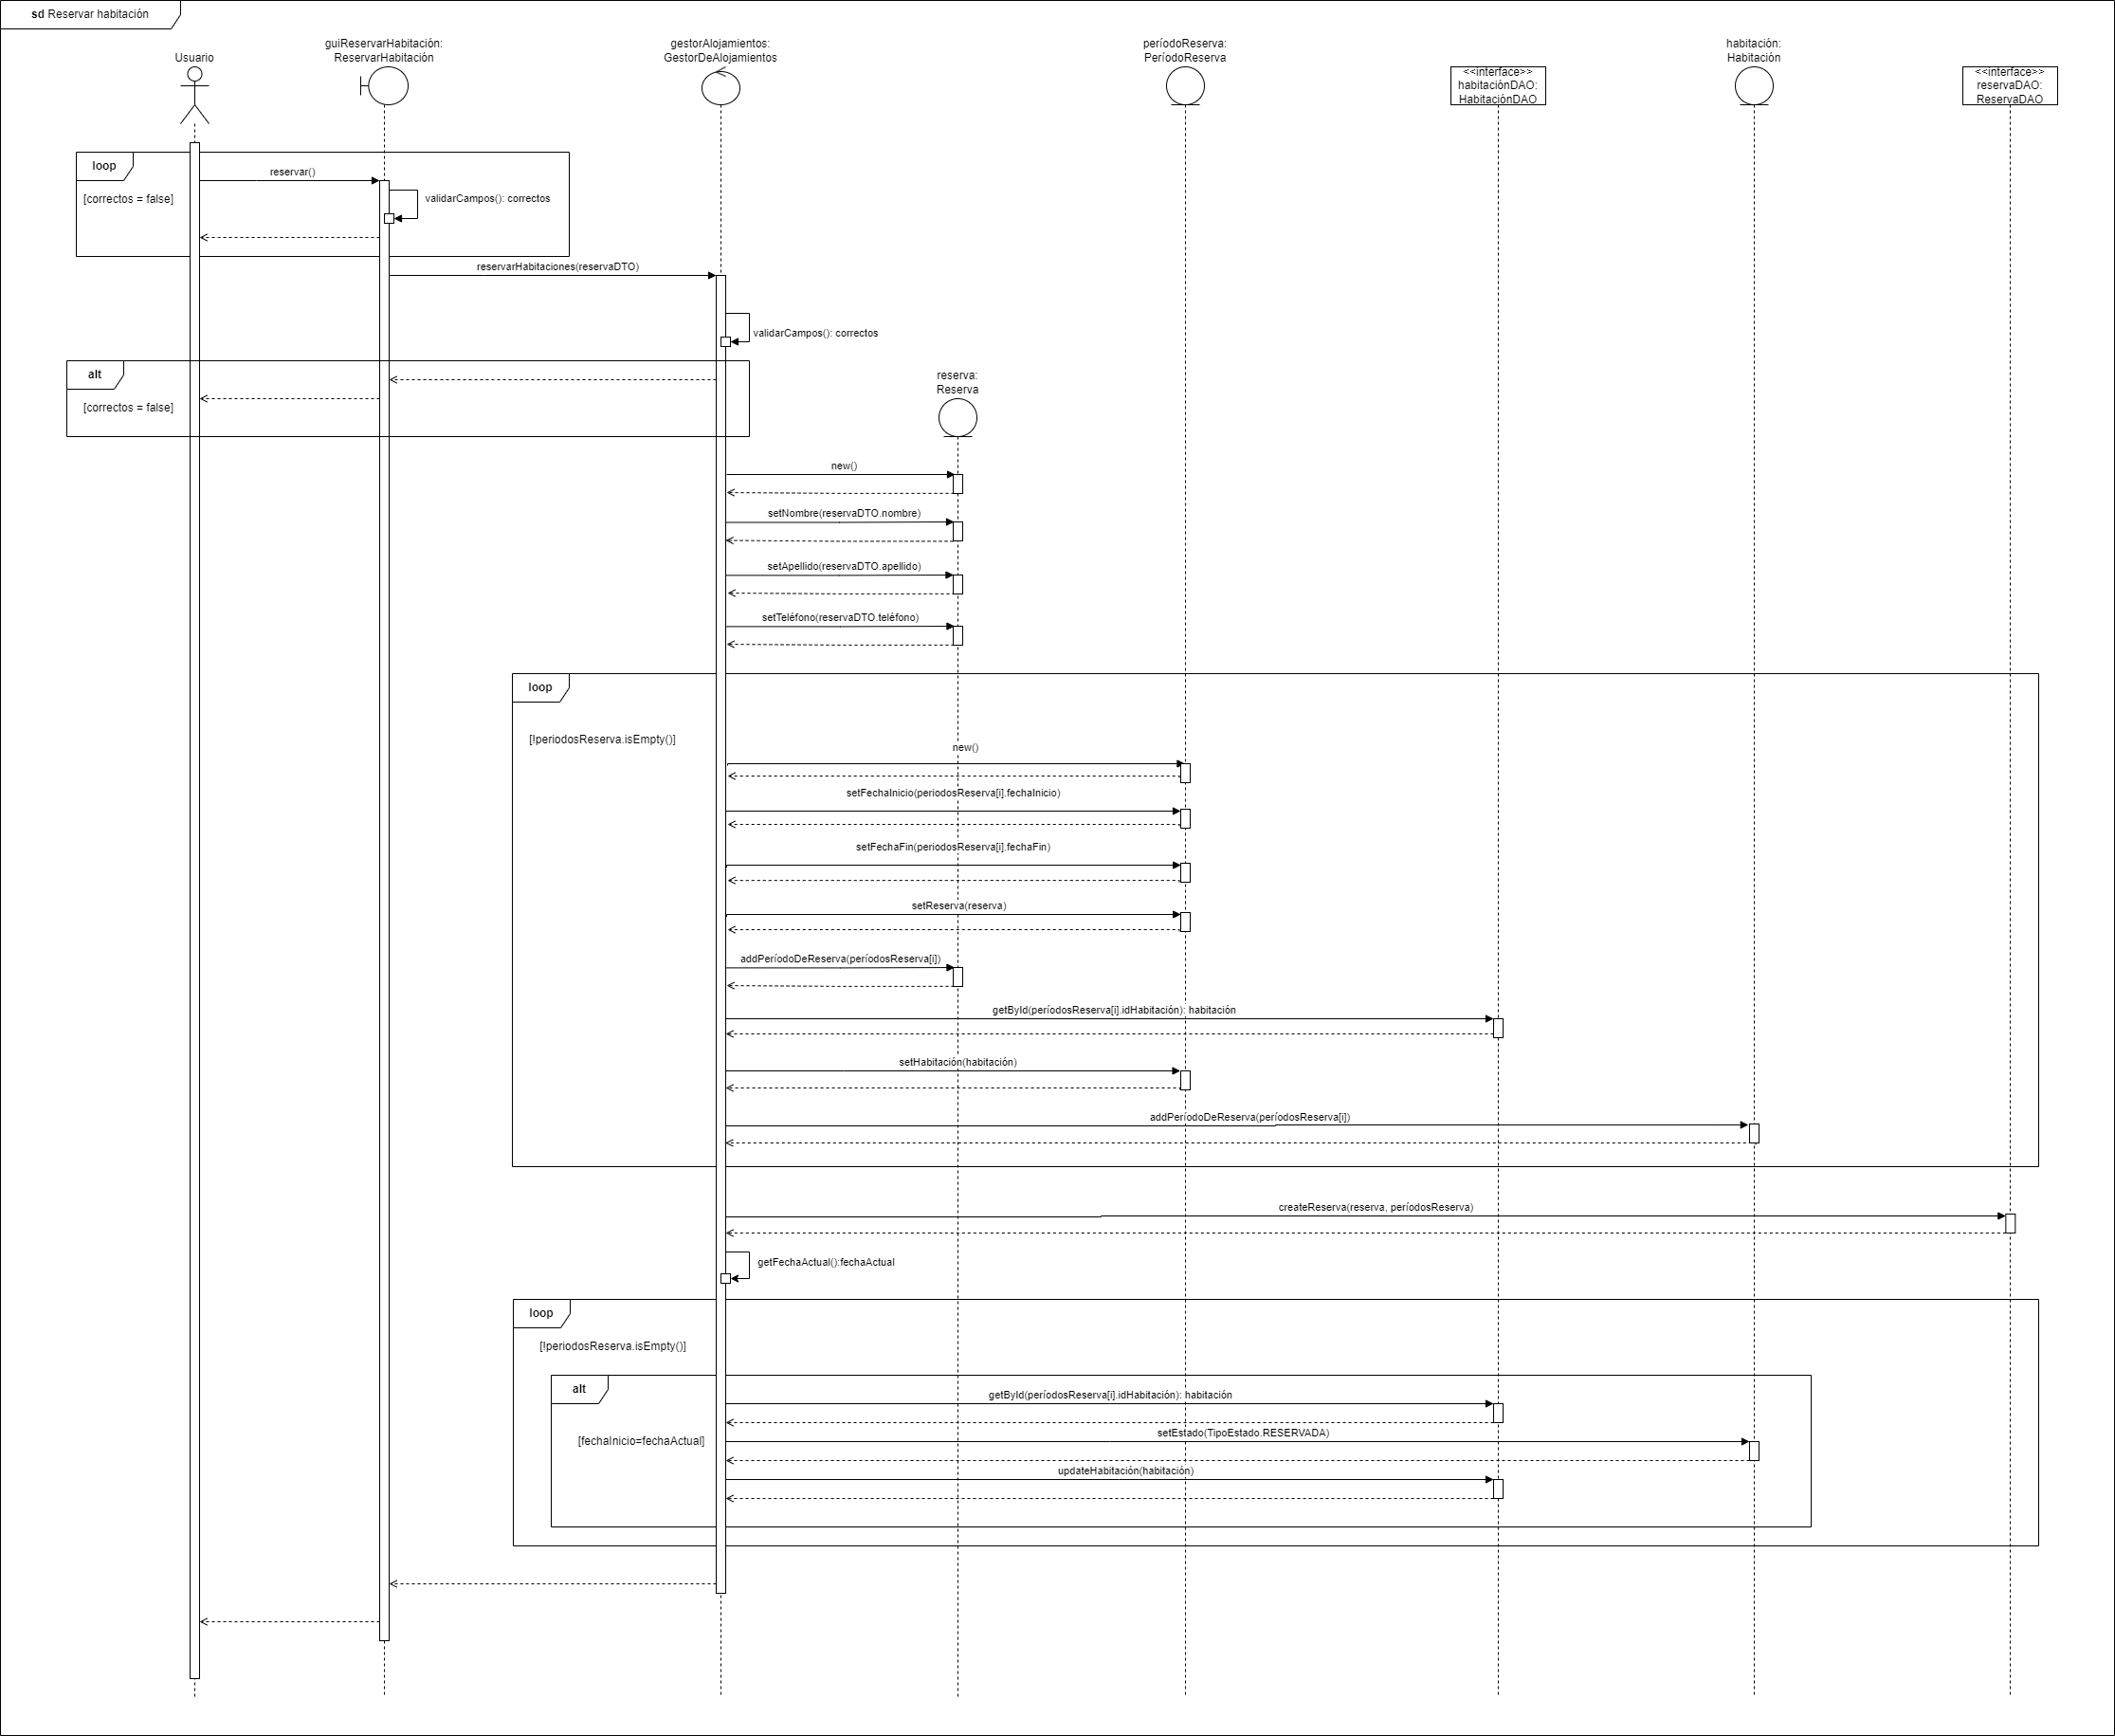 sd Reservar habitación
Usuario
guiReservarHabitación:
ReservarHabitación
gestorAlojamientos:
GestorDeAlojamientos
períodoReserva:
PeríodoReserva
<<interface>>
habitaciónDAO:
HabitaciónDAO
habitación:
Habitación
<<interface>>
reservaDAO:
ReservaDAO
loop
reservar()
[correctos = false]
validarCampos(): correctos
reservarHabitaciones(reservaDTO)
validarCampos(): correctos
alt
[correctos = false]
reserva:
Reserva
new()
setNombre(reservaDTO.nombre)
setApellido(reservaDTO.apellido)
setTeléfono(reservaDTO.teléfono)
loop
[!periodosReserva.isEmpty()]
new()
setFechaInicio(periodosReserva[i].fechaInicio)
setFechaFin(periodosReserva[i].fechaFin)
setReserva(reserva)
addPeríodoDeReserva(períodosReserva[i])
getById(períodosReserva[i].idHabitación): habitación
setHabitación(habitación)
addPeríodoDeReserva(períodosReserva[i])
createReserva(reserva, períodosReserva)
getFechaActual():fechaActual
loop
[!periodosReserva.isEmpty()]
alt
getById(períodosReserva[i].idHabitación): habitación
[fechaInicio=fechaActual]
setEstado(TipoEstado.RESERVADA)
updateHabitación(habitación)